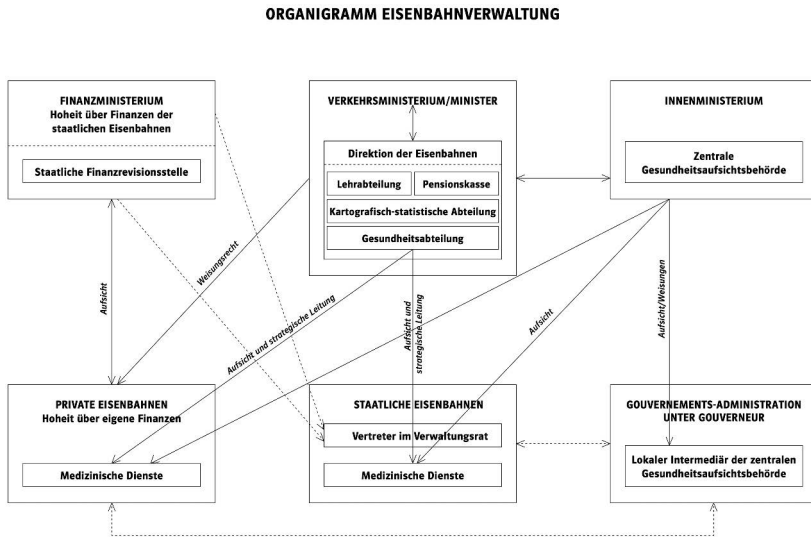 ORGANIGRAMM EISENBAHNVERWALTUNG
FINANZMINISTERIUM
Hoheit über Finanzen der
staatlichen Eisenbahnen
Staatliche Finanzrevisionsstelle
VERKEHRSMINISTERIUM/MINISTER
Direktion der Eisenbahnen
Lehrabteilung
Pensionskasse
Kartografisch-statistische Abteilung
Gesundheitsabteilung
INNENMINISTERIUM
Zentrale
Gesundheitsaufsichtsbehörde
Aufsicht
Weisungsrecht
Aufsicht und strategische Leitung
Aufsicht und
strategische Leitung
Aufsicht
Aufsicht/Weisungen
PRIVATE EISENBAHNEN
Hoheit über eigene Finanzen
Medizinische Dienste
STAATLICHE EISENBAHNEN
Vertreter im Verwaltungsrat
Medizinische Dienste
GOUVERNEMENTS-ADMINISTRATION
UNTER GOUVERNEUR
Lokaler Intermediär der zentralen
Gesundheitsaufsichtsbehörde